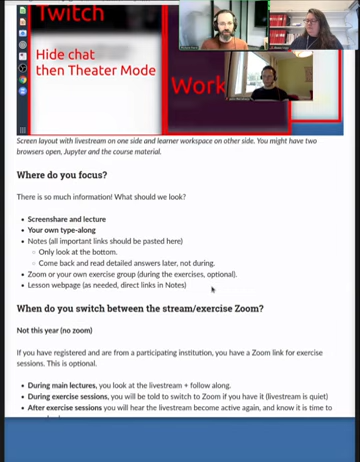 Twitch
Hide chat
then Theater Mode
Work
Screen layout with livestream on one side and learner workspace on other side. You might have two
browsers open, Jupyter and the course material.
Where do you focus?
There is so much information! What should we look?
Screenshare and lecture
Your own type-along
Notes (all important links should be pasted here)
Only look at the bottom.
Come back and read detailed answers later, not during.
Zoom or your own exercise group (during the exercises, optional).
Lesson webpage (as needed, direct links in Notes)
When do you switch between the stream/exercise Zoom?
Not this year (no zoom)
If you have registered and are from a participating institution, you have a Zoom link for exercise
sessions. This is optional.
During main lectures, you look at the livestream + follow along.
During exercise sessions, you will be told to switch to Zoom if you have it (livestream is quiet)
After exercise sessions you will hear the livestream become active again, and know it is time to